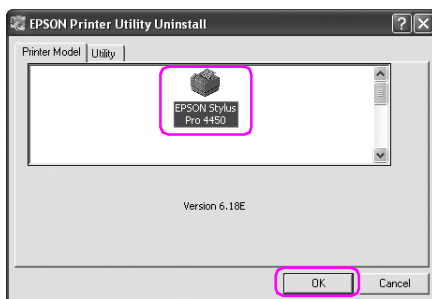 EPSON Printer Utility Uninstall
Printer Model
Utility
EPSON Stylus
Pro 4450
Version 6.18E
OK
Cancel